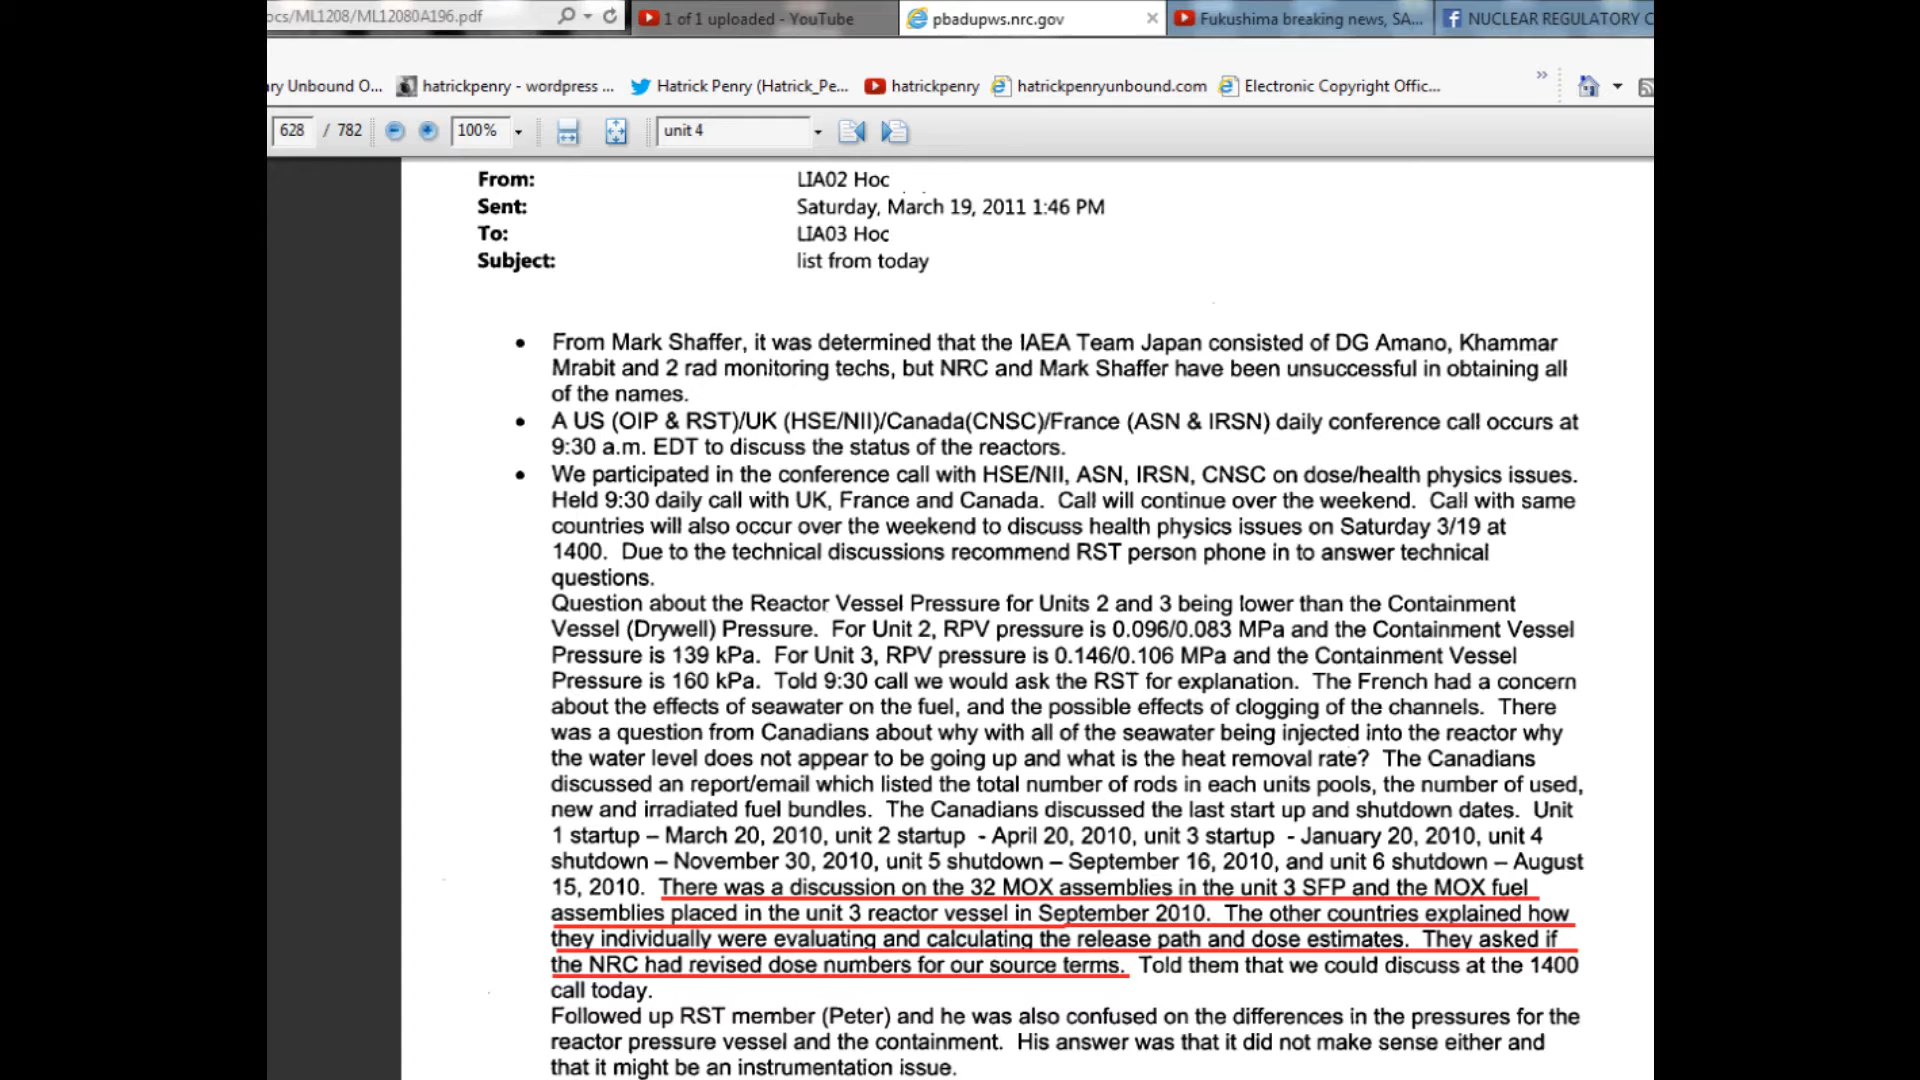 ocs/ML1208/ML12080A196.pdf
1 of 1 uploaded - YouTube
pbadupws.nrc.gov
Fukushima breaking news, SA...
NUCLEAR REGULATORY C
ry Unbound O...
hatrickpenry - wordpress ...
Hatrick Penry (Hatrick_Pe...
hatrickpenry
hatrickpenryunbound.com
Electronic Copyright Offic...
628 / 782
100%
unit 4
From: LIA02 Hoc
Sent: Saturday, March 19, 2011 1:46 PM
To: LIA03 Hoc
Subject: list from today
• From Mark Shaffer, it was determined that the IAEA Team Japan consisted of DG Amano, Khammar
Mrabit and 2 rad monitoring techs, but NRC and Mark Shaffer have been unsuccessful in obtaining all
of the names.
• A US (OIP & RST)/UK (HSE/NII)/Canada(CNSC)/France (ASN & IRSN) daily conference call occurs at
9:30 a.m. EDT to discuss the status of the reactors.
• We participated in the conference call with HSE/NII, ASN, IRSN, CNSC on dose/health physics issues.
Held 9:30 daily call with UK, France and Canada. Call will continue over the weekend. Call with same
countries will also occur over the weekend to discuss health physics issues on Saturday 3/19 at
1400. Due to the technical discussions recommend RST person phone in to answer technical
questions.
Question about the Reactor Vessel Pressure for Units 2 and 3 being lower than the Containment
Vessel (Drywell) Pressure. For Unit 2, RPV pressure is 0.096/0.083 MPa and the Containment Vessel
Pressure is 139 kPa. For Unit 3, RPV pressure is 0.146/0.106 MPa and the Containment Vessel
Pressure is 160 kPa. Told 9:30 call we would ask the RST for explanation. The French had a concern
about the effects of seawater on the fuel, and the possible effects of clogging of the channels. There
was a question from Canadians about why with all of the seawater being injected into the reactor why
the water level does not appear to be going up and what is the heat removal rate? The Canadians
discussed an report/email which listed the total number of rods in each units pools, the number of used,
new and irradiated fuel bundles. The Canadians discussed the last start up and shutdown dates. Unit
1 startup – March 20, 2010, unit 2 startup - April 20, 2010, unit 3 startup - January 20, 2010, unit 4
shutdown – November 30, 2010, unit 5 shutdown – September 16, 2010, and unit 6 shutdown – August
15, 2010. There was a discussion on the 32 MOX assemblies in the unit 3 SFP and the MOX fuel
assemblies placed in the unit 3 reactor vessel in September 2010. The other countries explained how
they individually were evaluating and calculating the release path and dose estimates. They asked if
the NRC had revised dose numbers for our source terms. Told them that we could discuss at the 1400
call today.
Followed up RST member (Peter) and he was also confused on the differences in the pressures for the
reactor pressure vessel and the containment. His answer was that it did not make sense either and
that it might be an instrumentation issue.